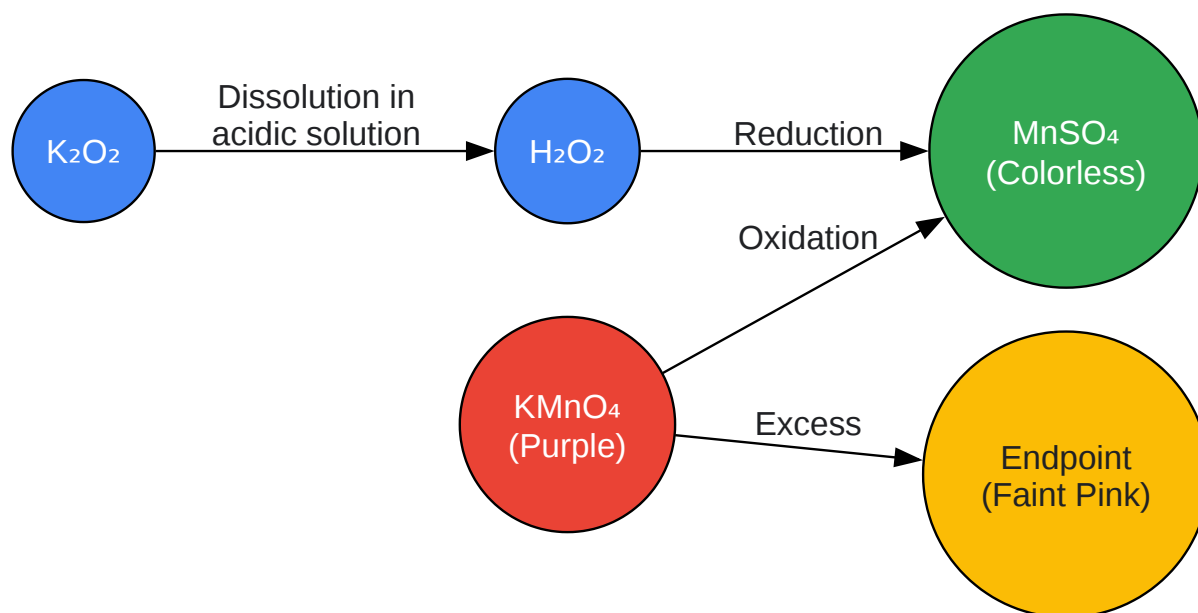 K₂O₂
Dissolution in
acidic solution
H₂O₂
Reduction
MnSO₄
(Colorless)
Oxidation
KMnO₄
(Purple)
Excess
Endpoint
(Faint Pink)